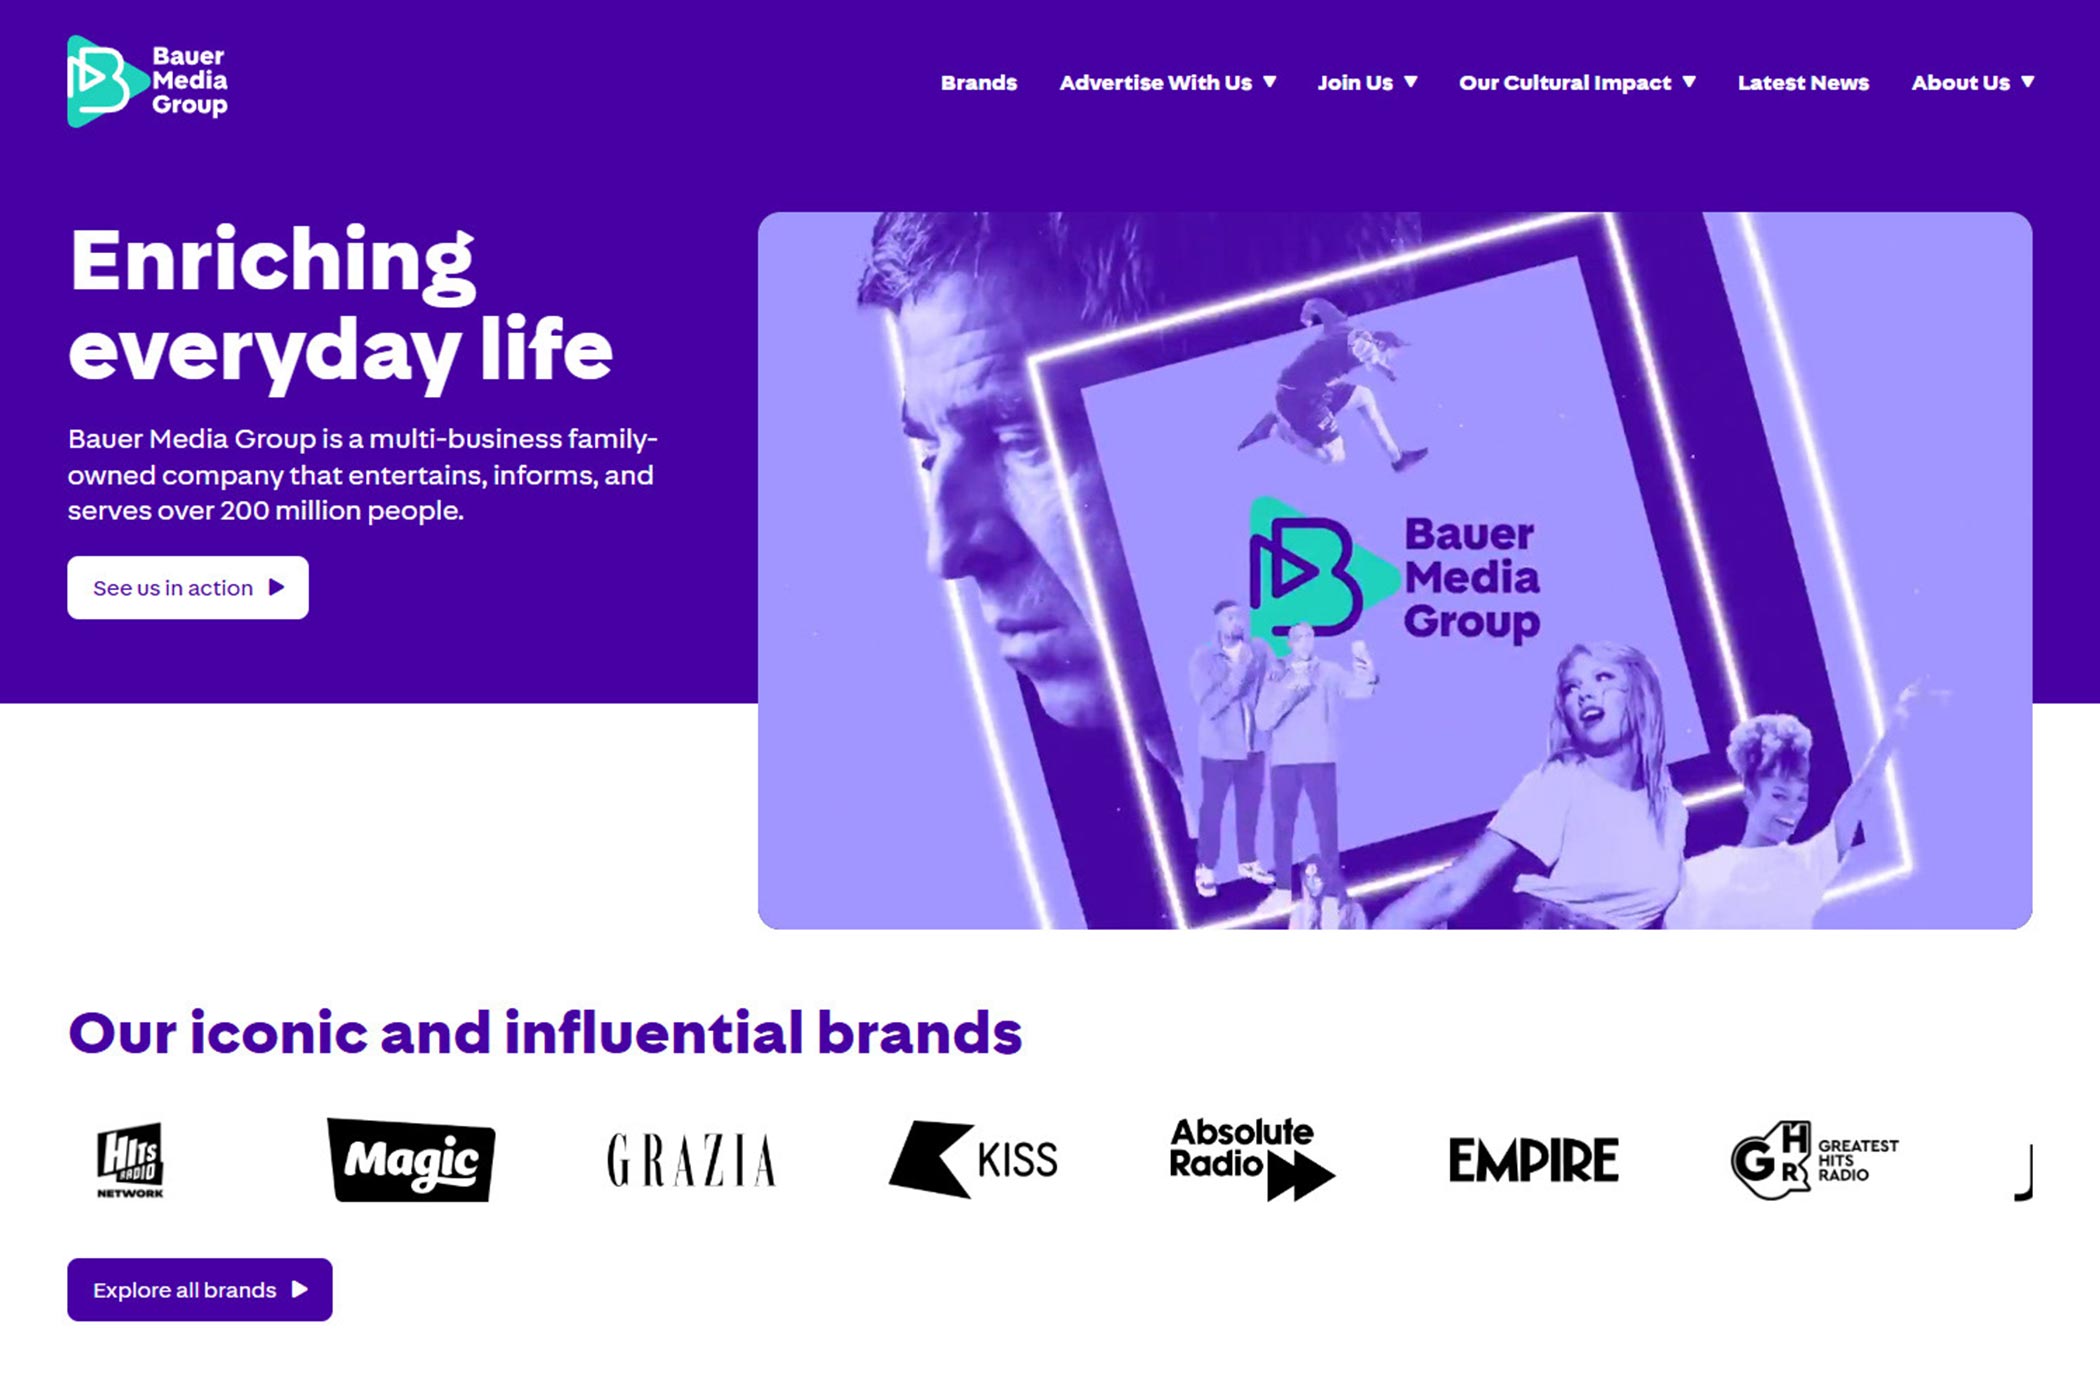 Bauer
Media
Group
Brands
Advertise With Us
Join Us
Our Cultural Impact
Latest News
About Us
Enriching
everyday life
Bauer Media Group is a multi-business family-
owned company that entertains, informs, and
serves over 200 million people.
See us in action
Bauer
Media
Group
Our iconic and influential brands
HITS
RADIO
NETWORK
Magic
GRAZIA
KISS
Absolute
Radio
EMPIRE
GHR
GREATEST
HITS
RADIO
Explore all brands